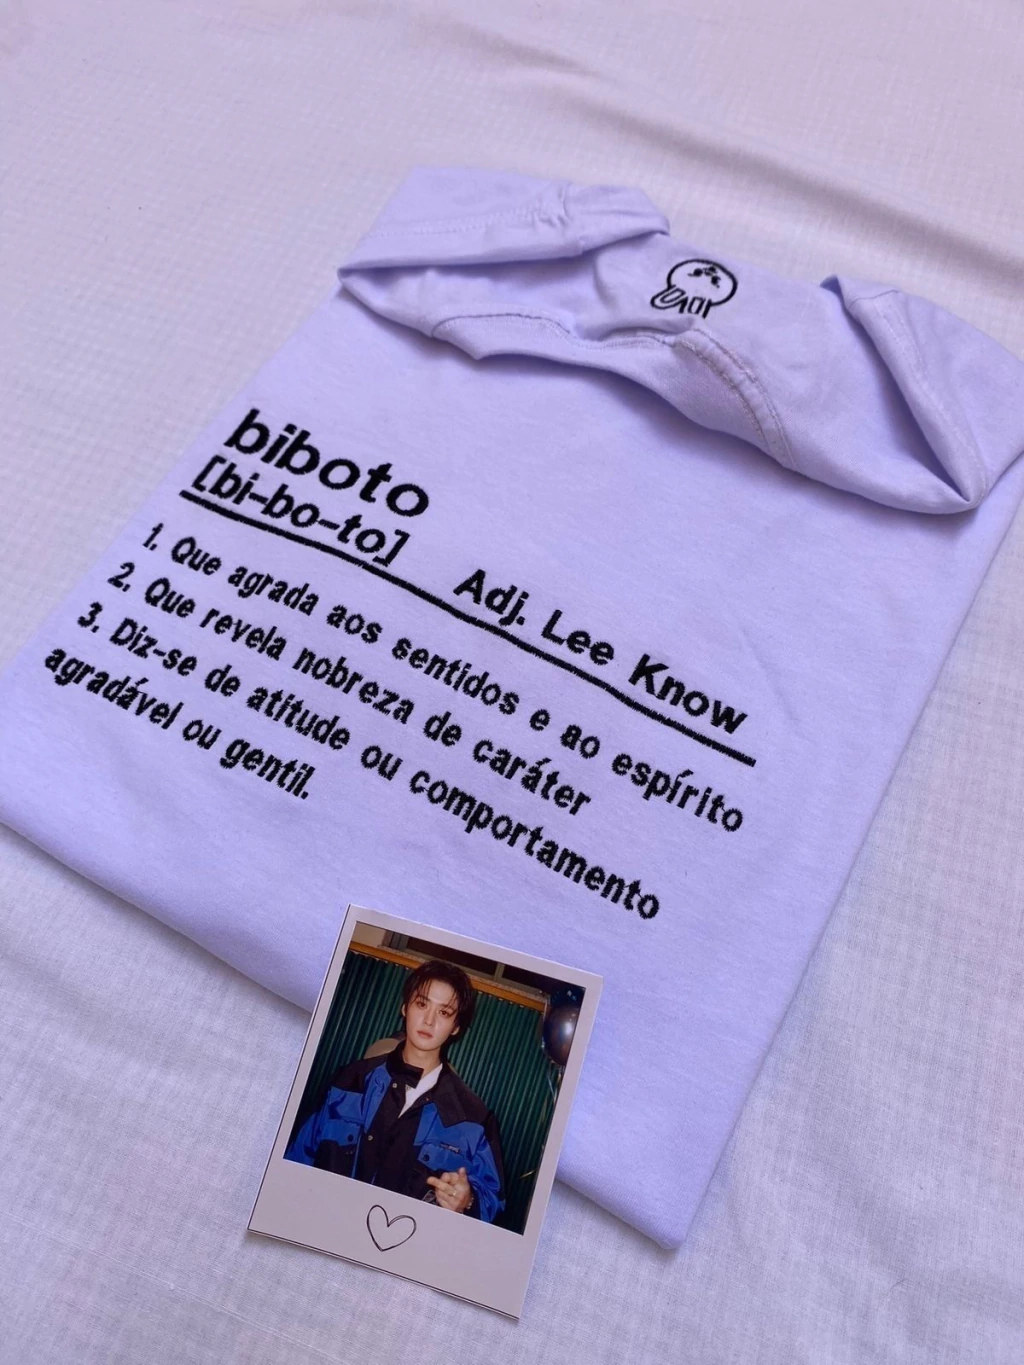 biboto
[bi-bo-to] Adj. Lee Know
1. Que agrada aos sentidos e ao espírito
2. Que revela nobreza de caráter
3. Diz-se de atitude ou comportamento
agradável ou gentil.